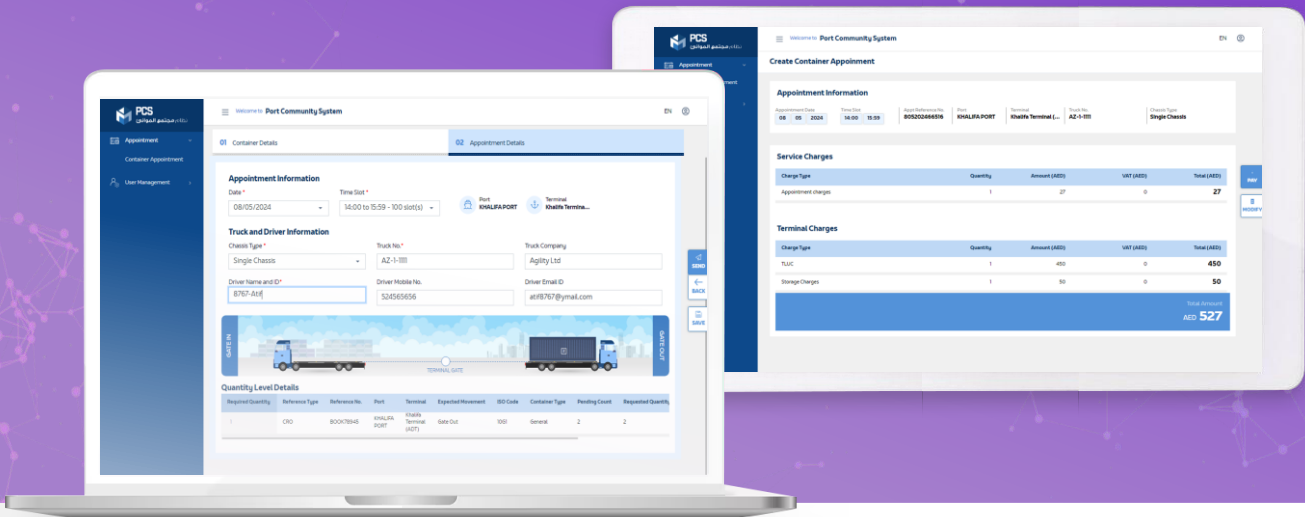 PCS
نظام مجتمع الموانئ
Welcome to Port Community System
EN
Appointment
Container Appointment
User Management
01 Container Details
02 Appointment Details
Appointment Information
Date *
Time Slot *
08/05/2024
14:00 to 15:59 - 100 slot(s)
Port
KHALIFA PORT
Terminal
Khalifa Termina...
Truck and Driver Information
Chassis Type *
Truck No.*
Truck Company
Single Chassis
AZ-1-1111
Agility Ltd
Driver Name and ID*
Driver Mobile No.
Driver Email ID
8767-Atif
524565656
atif8767@ymail.com
SEND
BACK
SAVE
GATE IN
TERMINAL GATE
GATE OUT
Quantity Level Details
Required Quantity Reference Type Reference No. Port Terminal Expected Movement ISO Code Container Type Pending Count Requested Quantity
1 CRO BOOK78945 KHALIFA PORT Khalifa Terminal (ADT) Gate Out General 2 2
PCS
نظام مجتمع الموانئ
Welcome to Port Community System
EN
Appointment
Create Container Appoinment
Appointment Information
Appointment Date
Time Slot
Appt Reference No.
Port
Terminal
Truck No.
Chassis Type
08 05 2024
14:00 15:59
805202466516
KHALIFA PORT
Khalifa Terminal (...
AZ-1-1111
Single Chassis
Service Charges
Charge Type Quantity Amount (AED) VAT (AED) Total (AED)
Appointment charges 1 27 0 27
Terminal Charges
Charge Type Quantity Amount (AED) VAT (AED) Total (AED)
TLUC 1 450 0 450
Storage Charges 1 50 0 50
Total Amount
AED 527
PAY
MODIFY